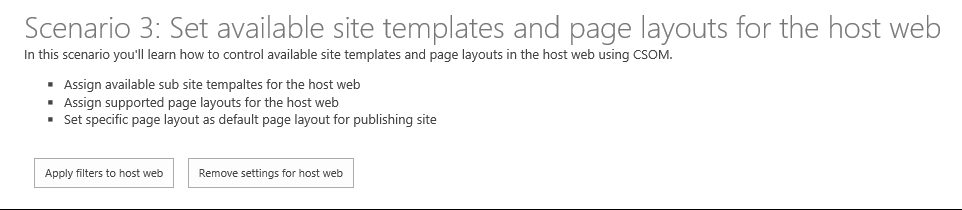 Scenario 3: Set available site templates and page layouts for the host web
In this scenario you'll learn how to control available site templates and page layouts in the host web using CSOM.
Assign available sub site tempaltes for the host web
Assign supported page layouts for the host web
Set specific page layout as default page layout for publishing site
Apply filters to host web Remove settings for host web